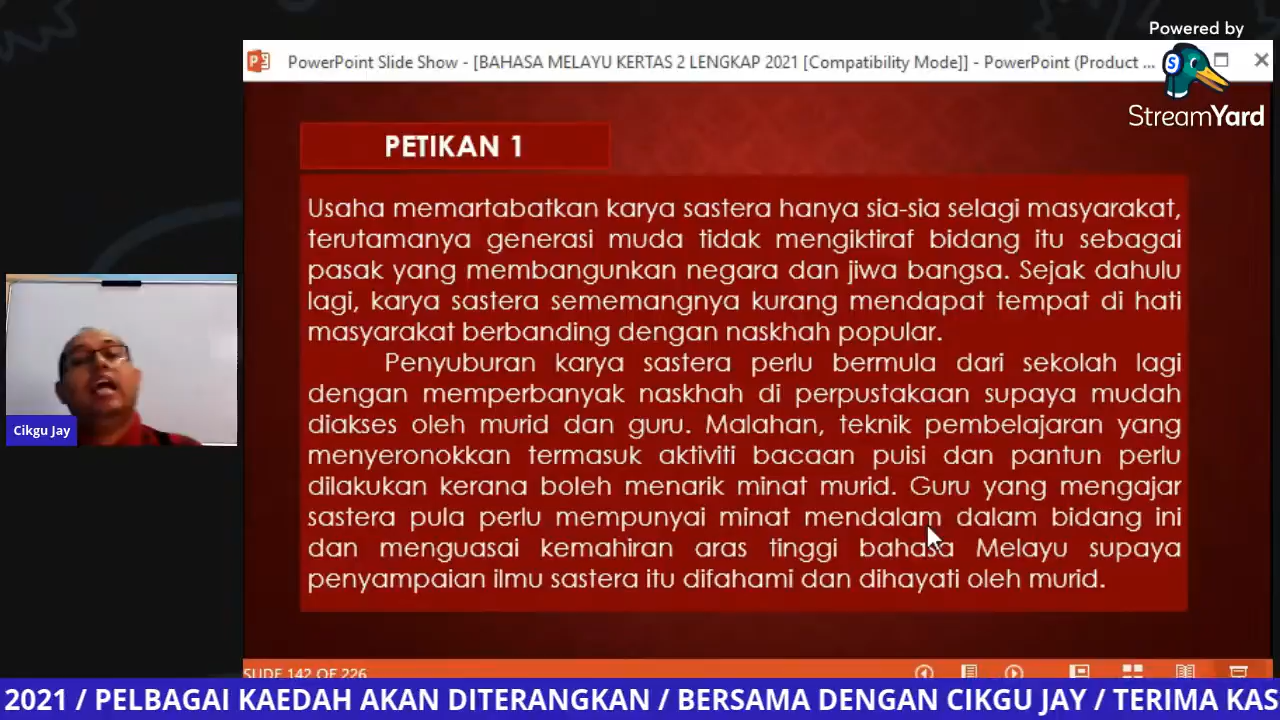 Powered by
StreamYard
PowerPoint Slide Show - [BAHASA MELAYU KERTAS 2 LENGKAP 2021 [Compatibility Mode]] - PowerPoint (Product ...
PETIKAN 1
Usaha memartabatkan karya sastera hanya sia-sia selagi masyarakat,
terutamanya generasi muda tidak mengiktiraf bidang itu sebagai
pasak yang membangunkan negara dan jiwa bangsa. Sejak dahulu
lagi, karya sastera sememangnya kurang mendapat tempat di hati
masyarakat berbanding dengan naskhah popular.
Penyuburan karya sastera perlu bermula dari sekolah lagi
dengan memperbanyak naskhah di perpustakaan supaya mudah
diakses oleh murid dan guru. Malahan, teknik pembelajaran yang
menyeronokkan termasuk aktiviti bacaan puisi dan pantun perlu
dilakukan kerana boleh menarik minat murid. Guru yang mengajar
sastera pula perlu mempunyai minat mendalam dalam bidang ini
dan menguasai kemahiran aras tinggi bahasa Melayu supaya
penyampaian ilmu sastera itu difahami dan dihayati oleh murid.
Cikgu Jay
SLIDE 142 OF 226
2021 / PELBAGAI KAEDAH AKAN DITERANGKAN / BERSAMA DENGAN CIKGU JAY / TERIMA KAS